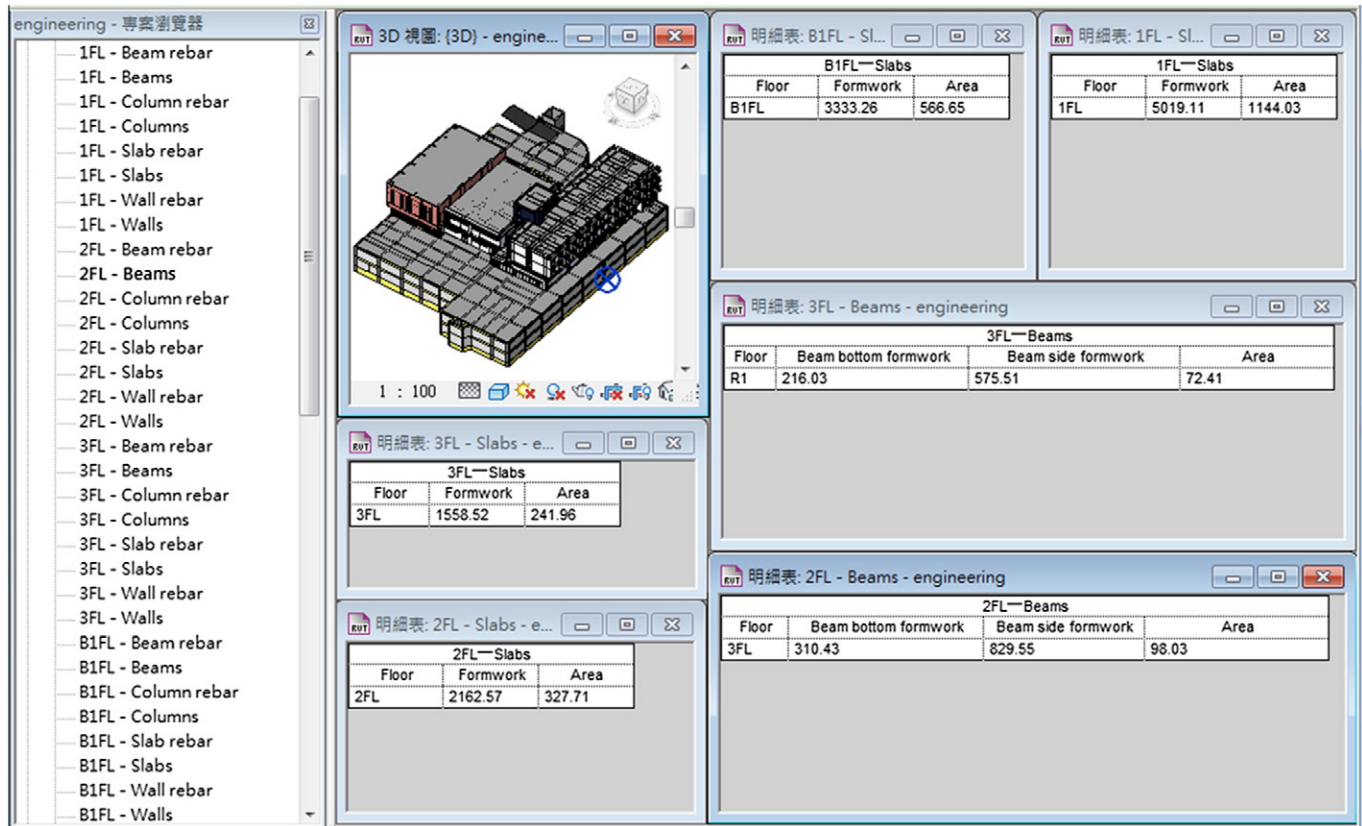 engineering - 專案瀏覽器
1FL - Beam rebar
1FL - Beams
1FL - Column rebar
1FL - Columns
1FL - Slab rebar
1FL - Slabs
1FL - Wall rebar
1FL - Walls
2FL - Beam rebar
2FL - Beams
2FL - Column rebar
2FL - Columns
2FL - Slab rebar
2FL - Slabs
2FL - Wall rebar
2FL - Walls
3FL - Beam rebar
3FL - Beams
3FL - Column rebar
3FL - Columns
3FL - Slab rebar
3FL - Slabs
3FL - Wall rebar
3FL - Walls
B1FL - Beam rebar
B1FL - Beams
B1FL - Column rebar
B1FL - Columns
B1FL - Slab rebar
B1FL - Slabs
B1FL - Wall rebar
B1FL - Walls
RVT 3D 視圖: {3D} - engine...
1 : 100
RVT 明細表: B1FL - Sl...
B1FL一Slabs
Floor Formwork Area
B1FL 3333.26 566.65
RVT 明細表: 1FL - Sl...
1FL一Slabs
Floor Formwork Area
1FL 5019.11 1144.03
RVT 明細表: 3FL - Beams - engineering
3FL一Beams
Floor Beam bottom formwork Beam side formwork Area
R1 216.03 575.51 72.41
RVT 明細表: 3FL - Slabs - e...
3FL一Slabs
Floor Formwork Area
3FL 1558.52 241.96
RVT 明細表: 2FL - Slabs - e...
2FL一Slabs
Floor Formwork Area
2FL 2162.57 327.71
RVT 明細表: 2FL - Beams - engineering
2FL一Beams
Floor Beam bottom formwork Beam side formwork Area
3FL 310.43 829.55 98.03